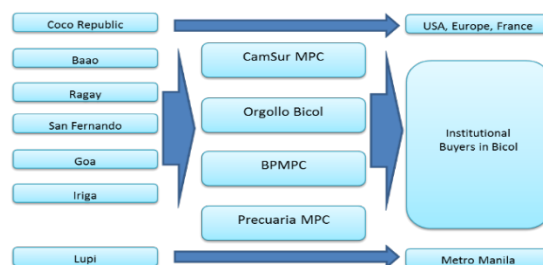 Coco Republic
USA, Europe, France
Baao
Ragay
San Fernando
Goa
Iriga
CamSur MPC
Orgollo Bicol
BPMPC
Precuaria MPC
Institutional
Buyers in Bicol
Lupi
Metro Manila